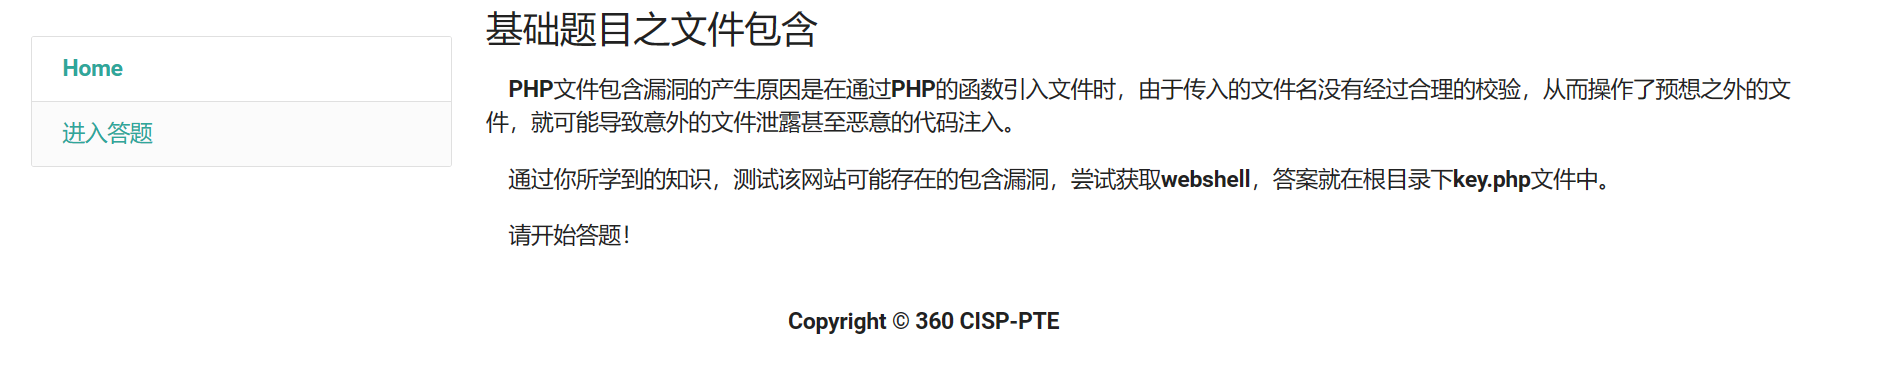 基础题目之文件包含
Home
进入答题
PHP文件包含漏洞的产生原因是在通过PHP的函数引入文件时，由于传入的文件名没有经过合理的校验，从而操作了预想之外的文
件，就可能导致意外的文件泄露甚至恶意的代码注入。
通过你所学到的知识，测试该网站可能存在的包含漏洞，尝试获取webshell，答案就在根目录下key.php文件中。
请开始答题！
Copyright © 360 CISP-PTE